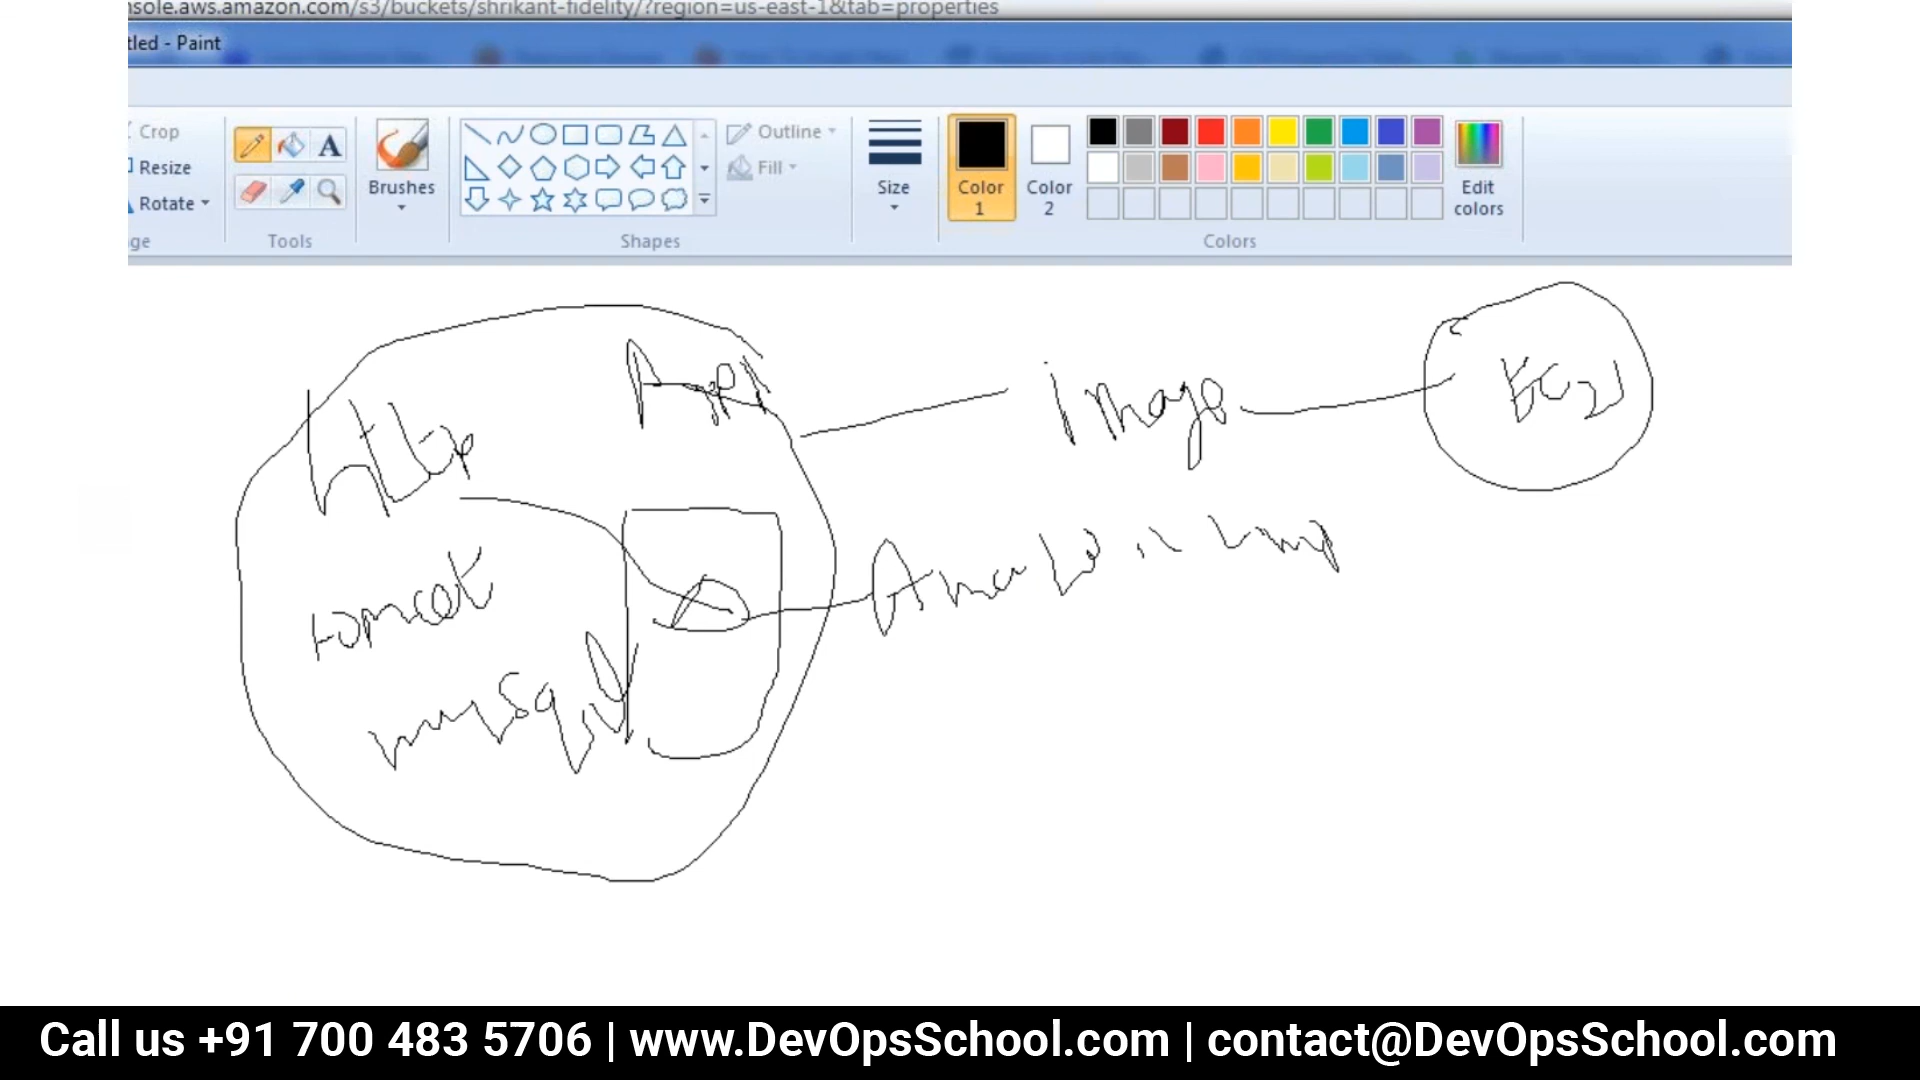 nsole.aws.amazon.com/s3/buckets/shrikant-fidelity/?region=us-east-1&tab=properties
tled - Paint
Crop
Resize
Rotate
ge
Tools
Brushes
Shapes
Outline
Fill
Size
Color 1
Color 2
Edit colors
Colors
http
Image
EC2
tomcat
mysql
Call us +91 700 483 5706 | www.DevOpsSchool.com | contact@DevOpsSchool.com